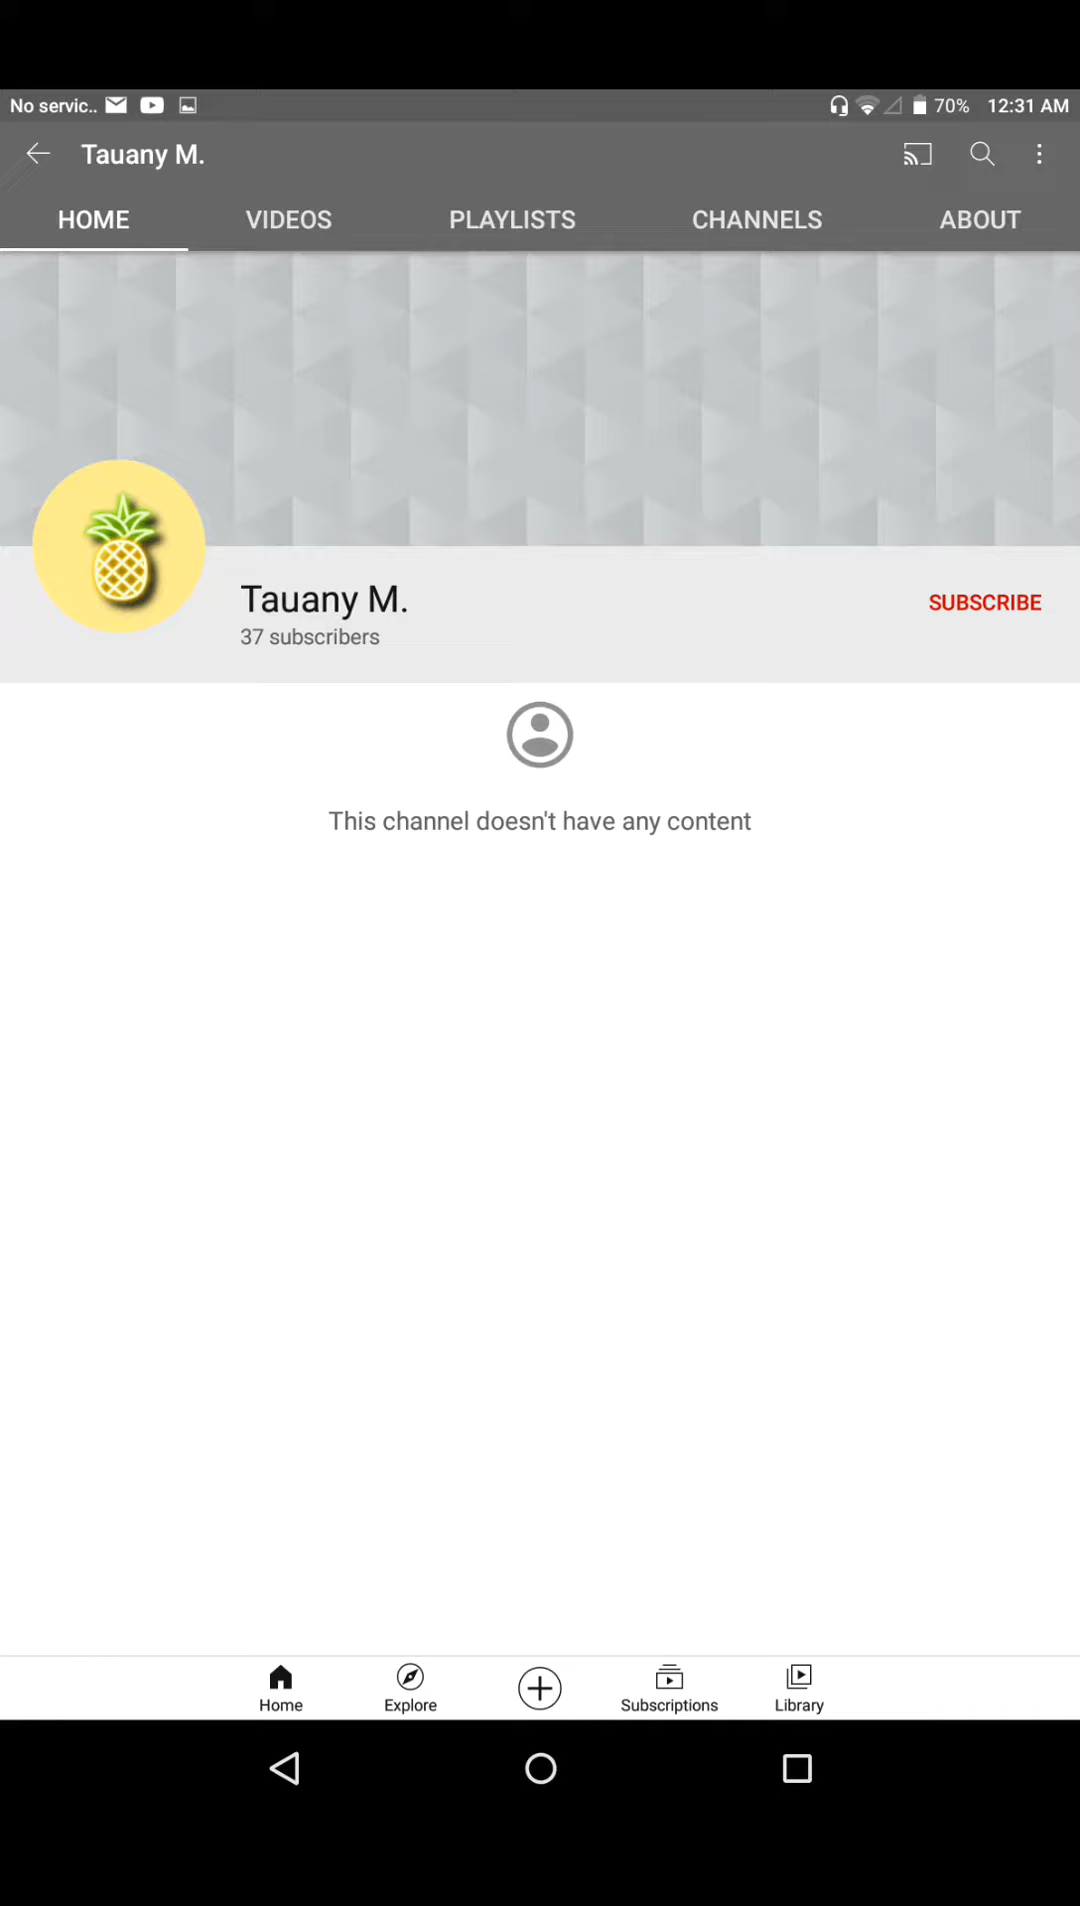 No servic.. 70% 12:31 AM
Tauany M.
HOME VIDEOS PLAYLISTS CHANNELS ABOUT
Tauany M.
37 subscribers
SUBSCRIBE
This channel doesn't have any content
Home Explore Subscriptions Library